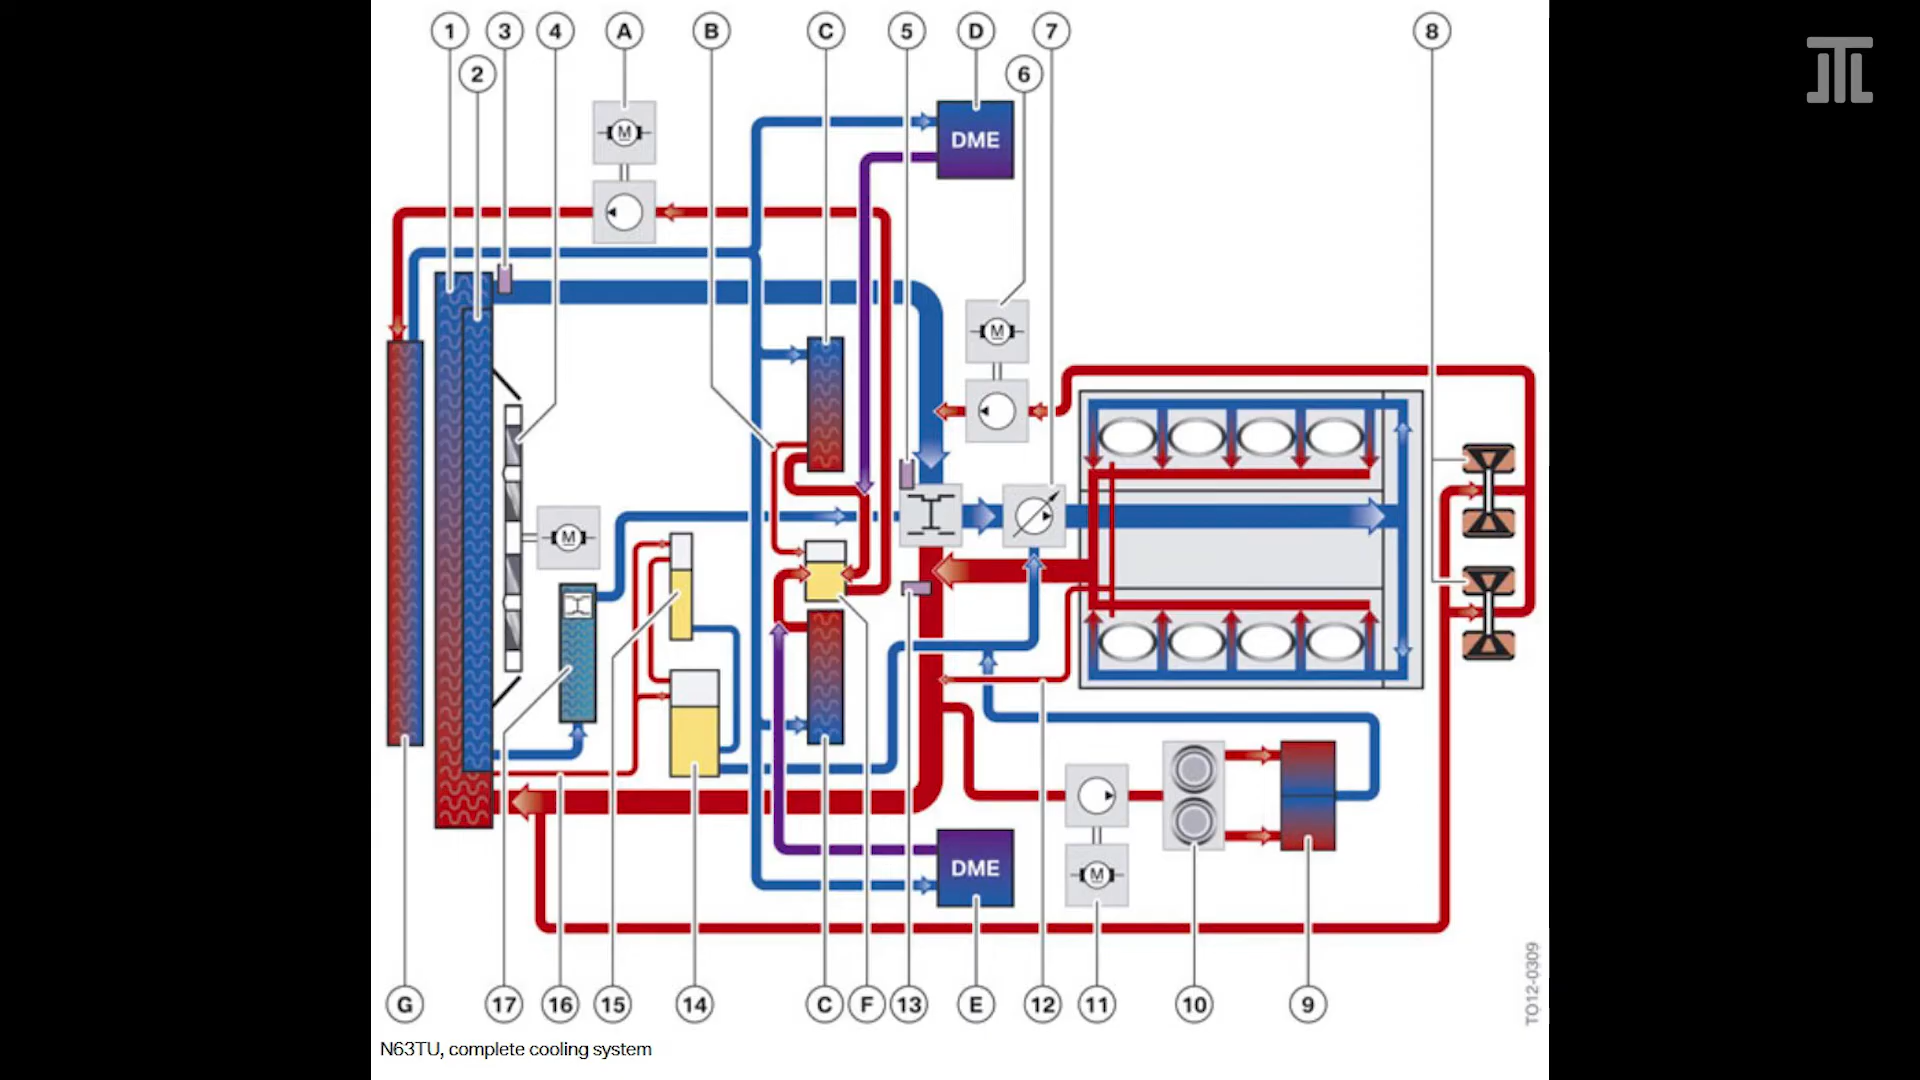 1 3 4 A B C 5 D 7 8
2 6
M
DME
M
M
DME
M
G 17 16 15 14 C F 13 E 12 11 10 9
TO12-0309
N63TU, complete cooling system
JTL